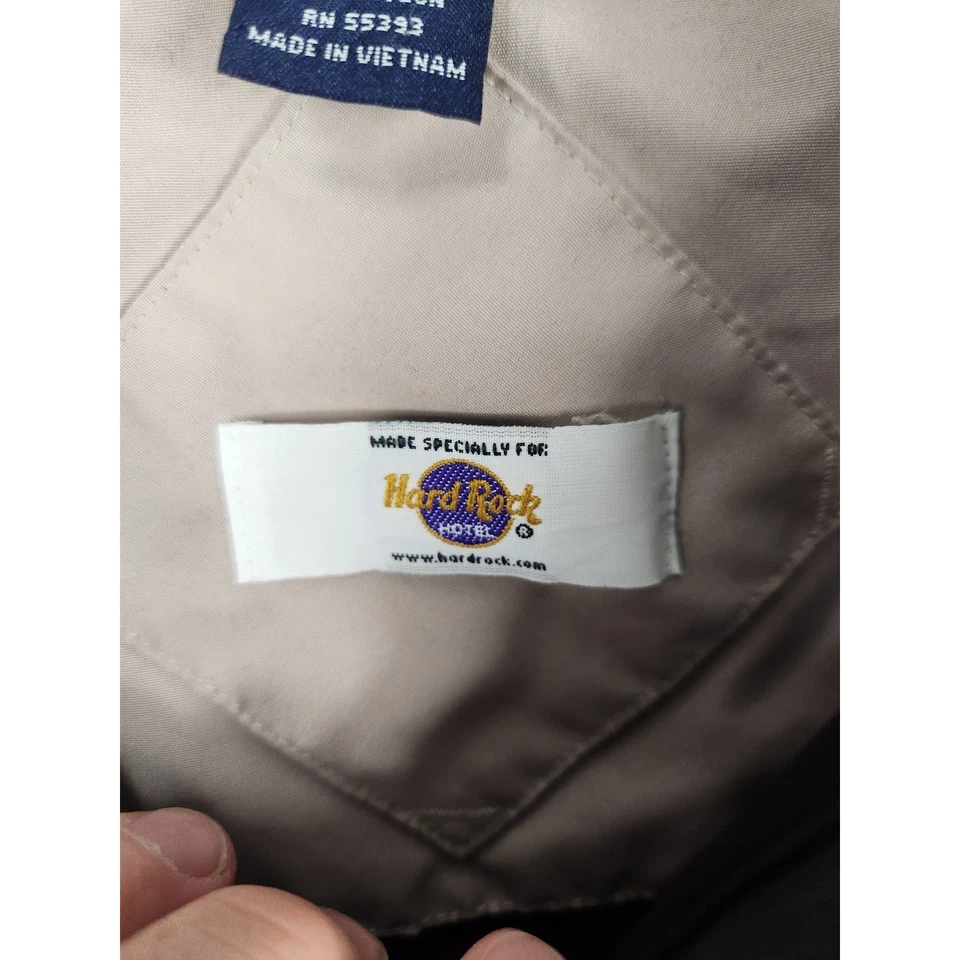 RN 55393
MADE IN VIETNAM
MADE SPECIALLY FOR
Hard Rock
HOTEL ®
www.hardrock.com